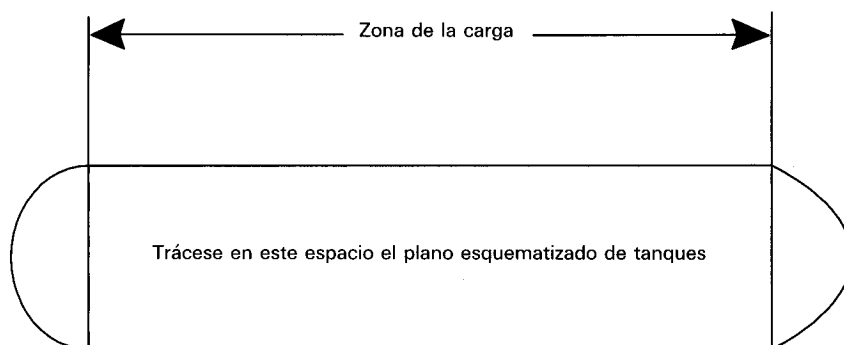 Zona de la carga
Trácese en este espacio el plano esquematizado de tanques